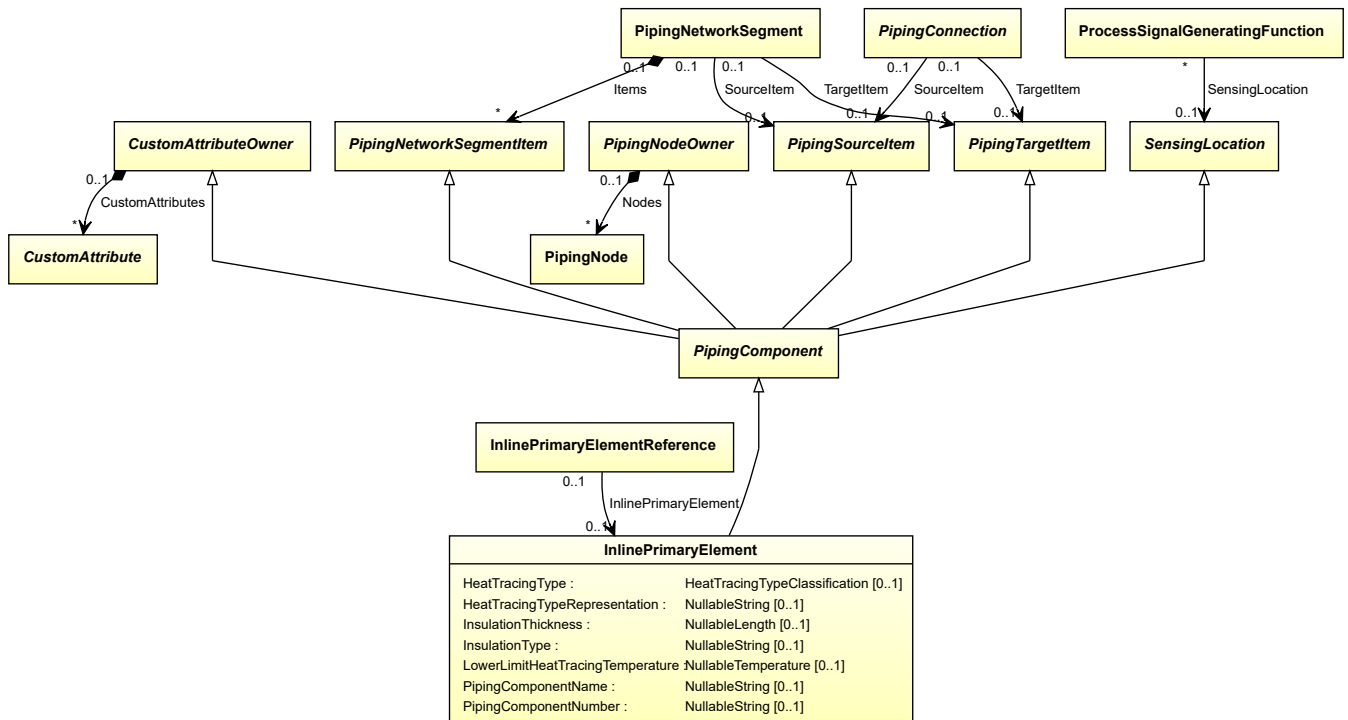 PipingNetworkSegment
PipingConnection
ProcessSignalGeneratingFunction
0..1
0..1
0..1
0..1
0..1
*
Items
SourceItem
TargetItem
SourceItem
TargetItem
SensingLocation
*
0..1
0..1
0..1
0..1
0..1
CustomAttributeOwner
PipingNetworkSegmentItem
PipingNodeOwner
PipingSourceItem
PipingTargetItem
SensingLocation
0..1
0..1
CustomAttributes
Nodes
*
*
CustomAttribute
PipingNode
PipingComponent
InlinePrimaryElementReference
0..1
InlinePrimaryElement
0..1
InlinePrimaryElement
HeatTracingType : HeatTracingTypeClassification [0..1]
HeatTracingTypeRepresentation : NullableString [0..1]
InsulationThickness : NullableLength [0..1]
InsulationType : NullableString [0..1]
LowerLimitHeatTracingTemperature : NullableTemperature [0..1]
PipingComponentName : NullableString [0..1]
PipingComponentNumber : NullableString [0..1]